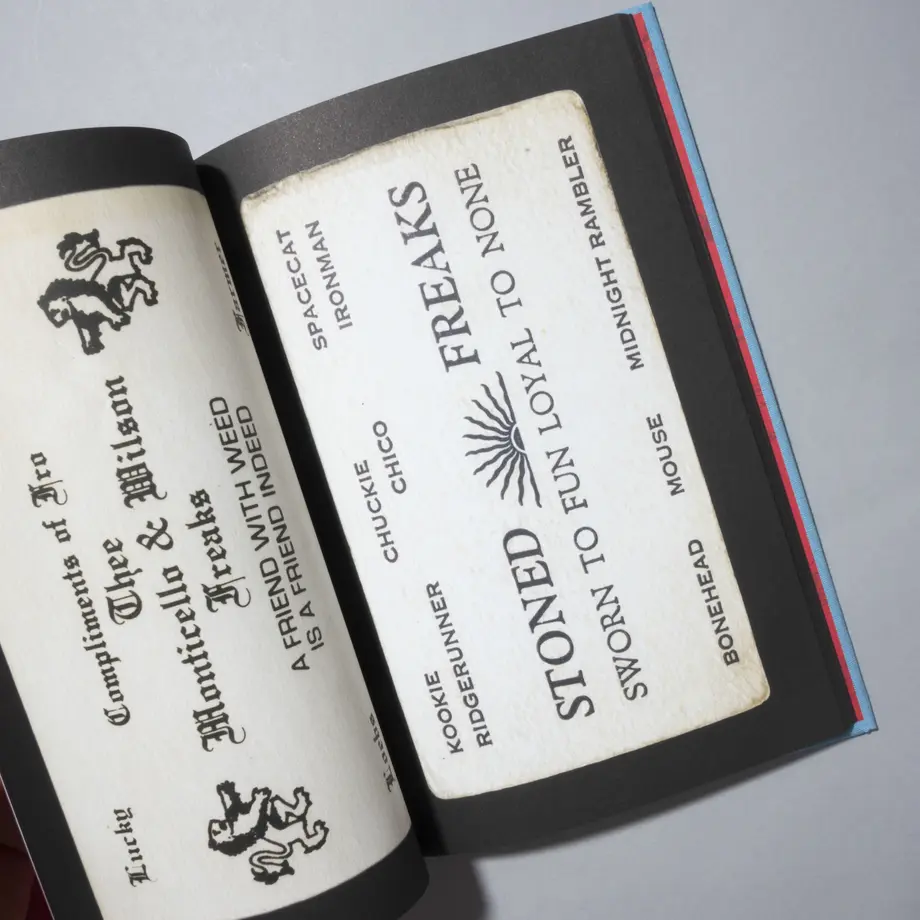 Lucky
Compliments of
Fro
Thee
Monticello & Wilson
Freaks
A FRIEND WITH WEED
IS A FRIEND INDEED
Farmer
KOOKIE
RIDGERUNNER
CHUCKIE
CHICO
SPACECAT
IRONMAN
STONED FREAKS
SWORN TO FUN LOYAL TO NONE
BONEHEAD
MOUSE
MIDNIGHT RAMBLER